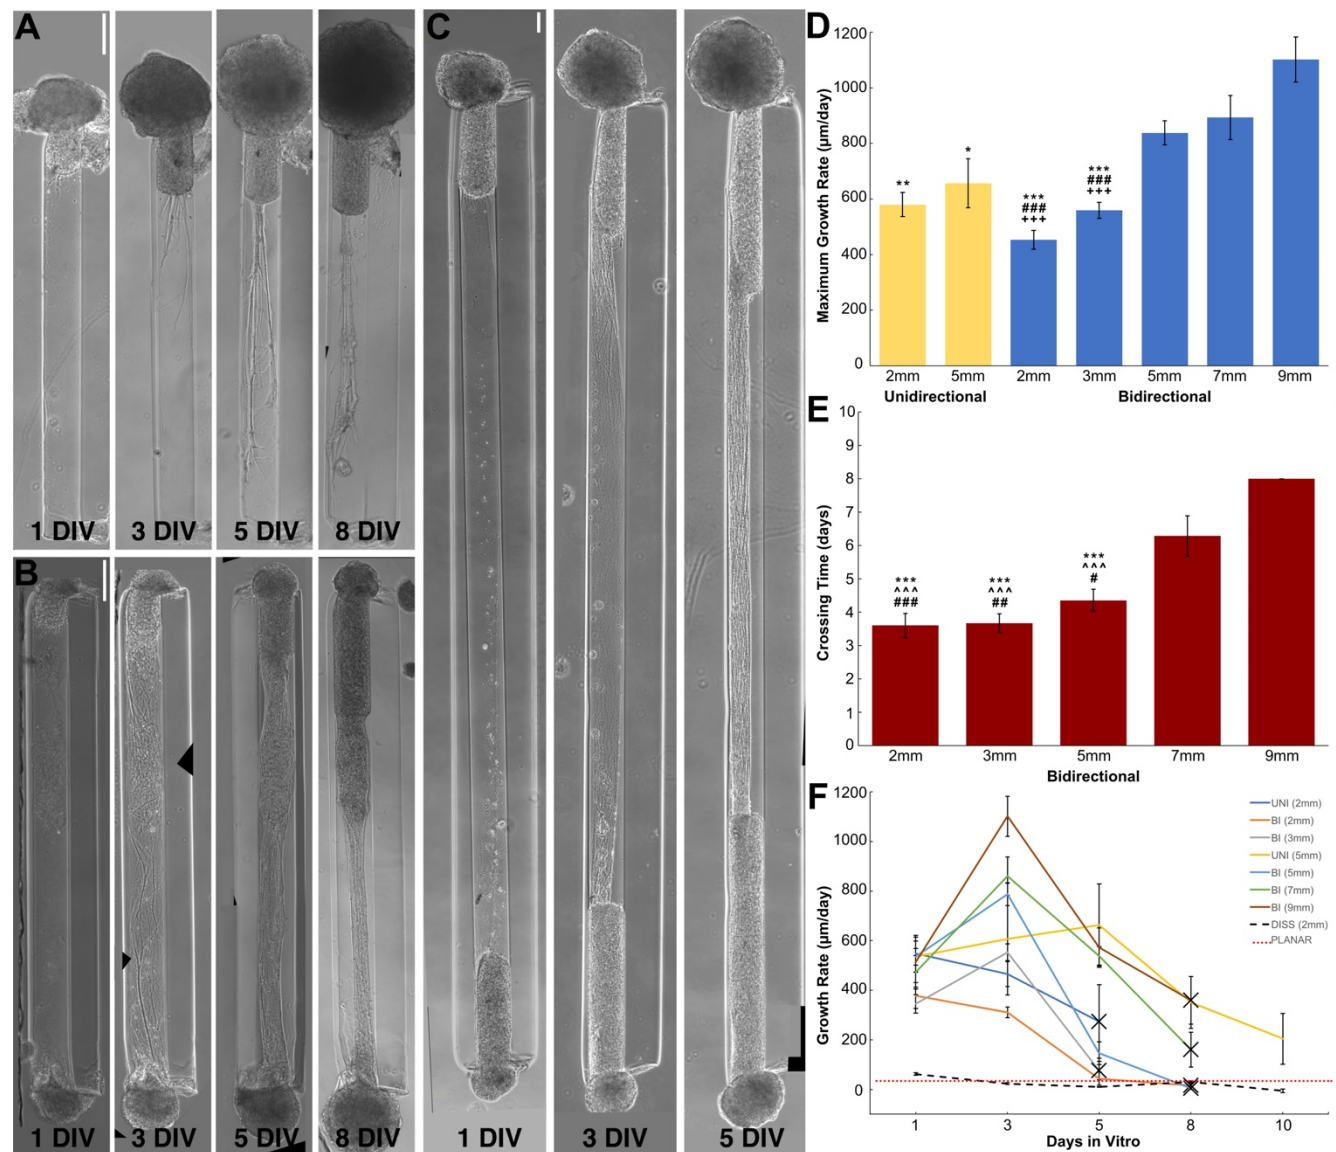 A
1 DIV
3 DIV
5 DIV
8 DIV
B
1 DIV
3 DIV
5 DIV
8 DIV
C
1 DIV
3 DIV
5 DIV
D
Maximum Growth Rate (μm/day)
1200
1000
800
600
400
200
0
**
*
***
###
+++
***
###
+++
2mm 5mm 2mm 3mm 5mm 7mm 9mm
Unidirectional Bidirectional
E
Crossing Time (days)
10
9
8
7
6
5
4
3
2
1
0
***
^^^
###
***
^^^
##
***
^^^
#
2mm 3mm 5mm 7mm 9mm
Bidirectional
F
Growth Rate (μm/day)
1200
1000
800
600
400
200
0
UNI (2mm)
BI (2mm)
BI (3mm)
UNI (5mm)
BI (5mm)
BI (7mm)
BI (9mm)
DISS (2mm)
PLANAR
1 3 5 8 10
Days in Vitro